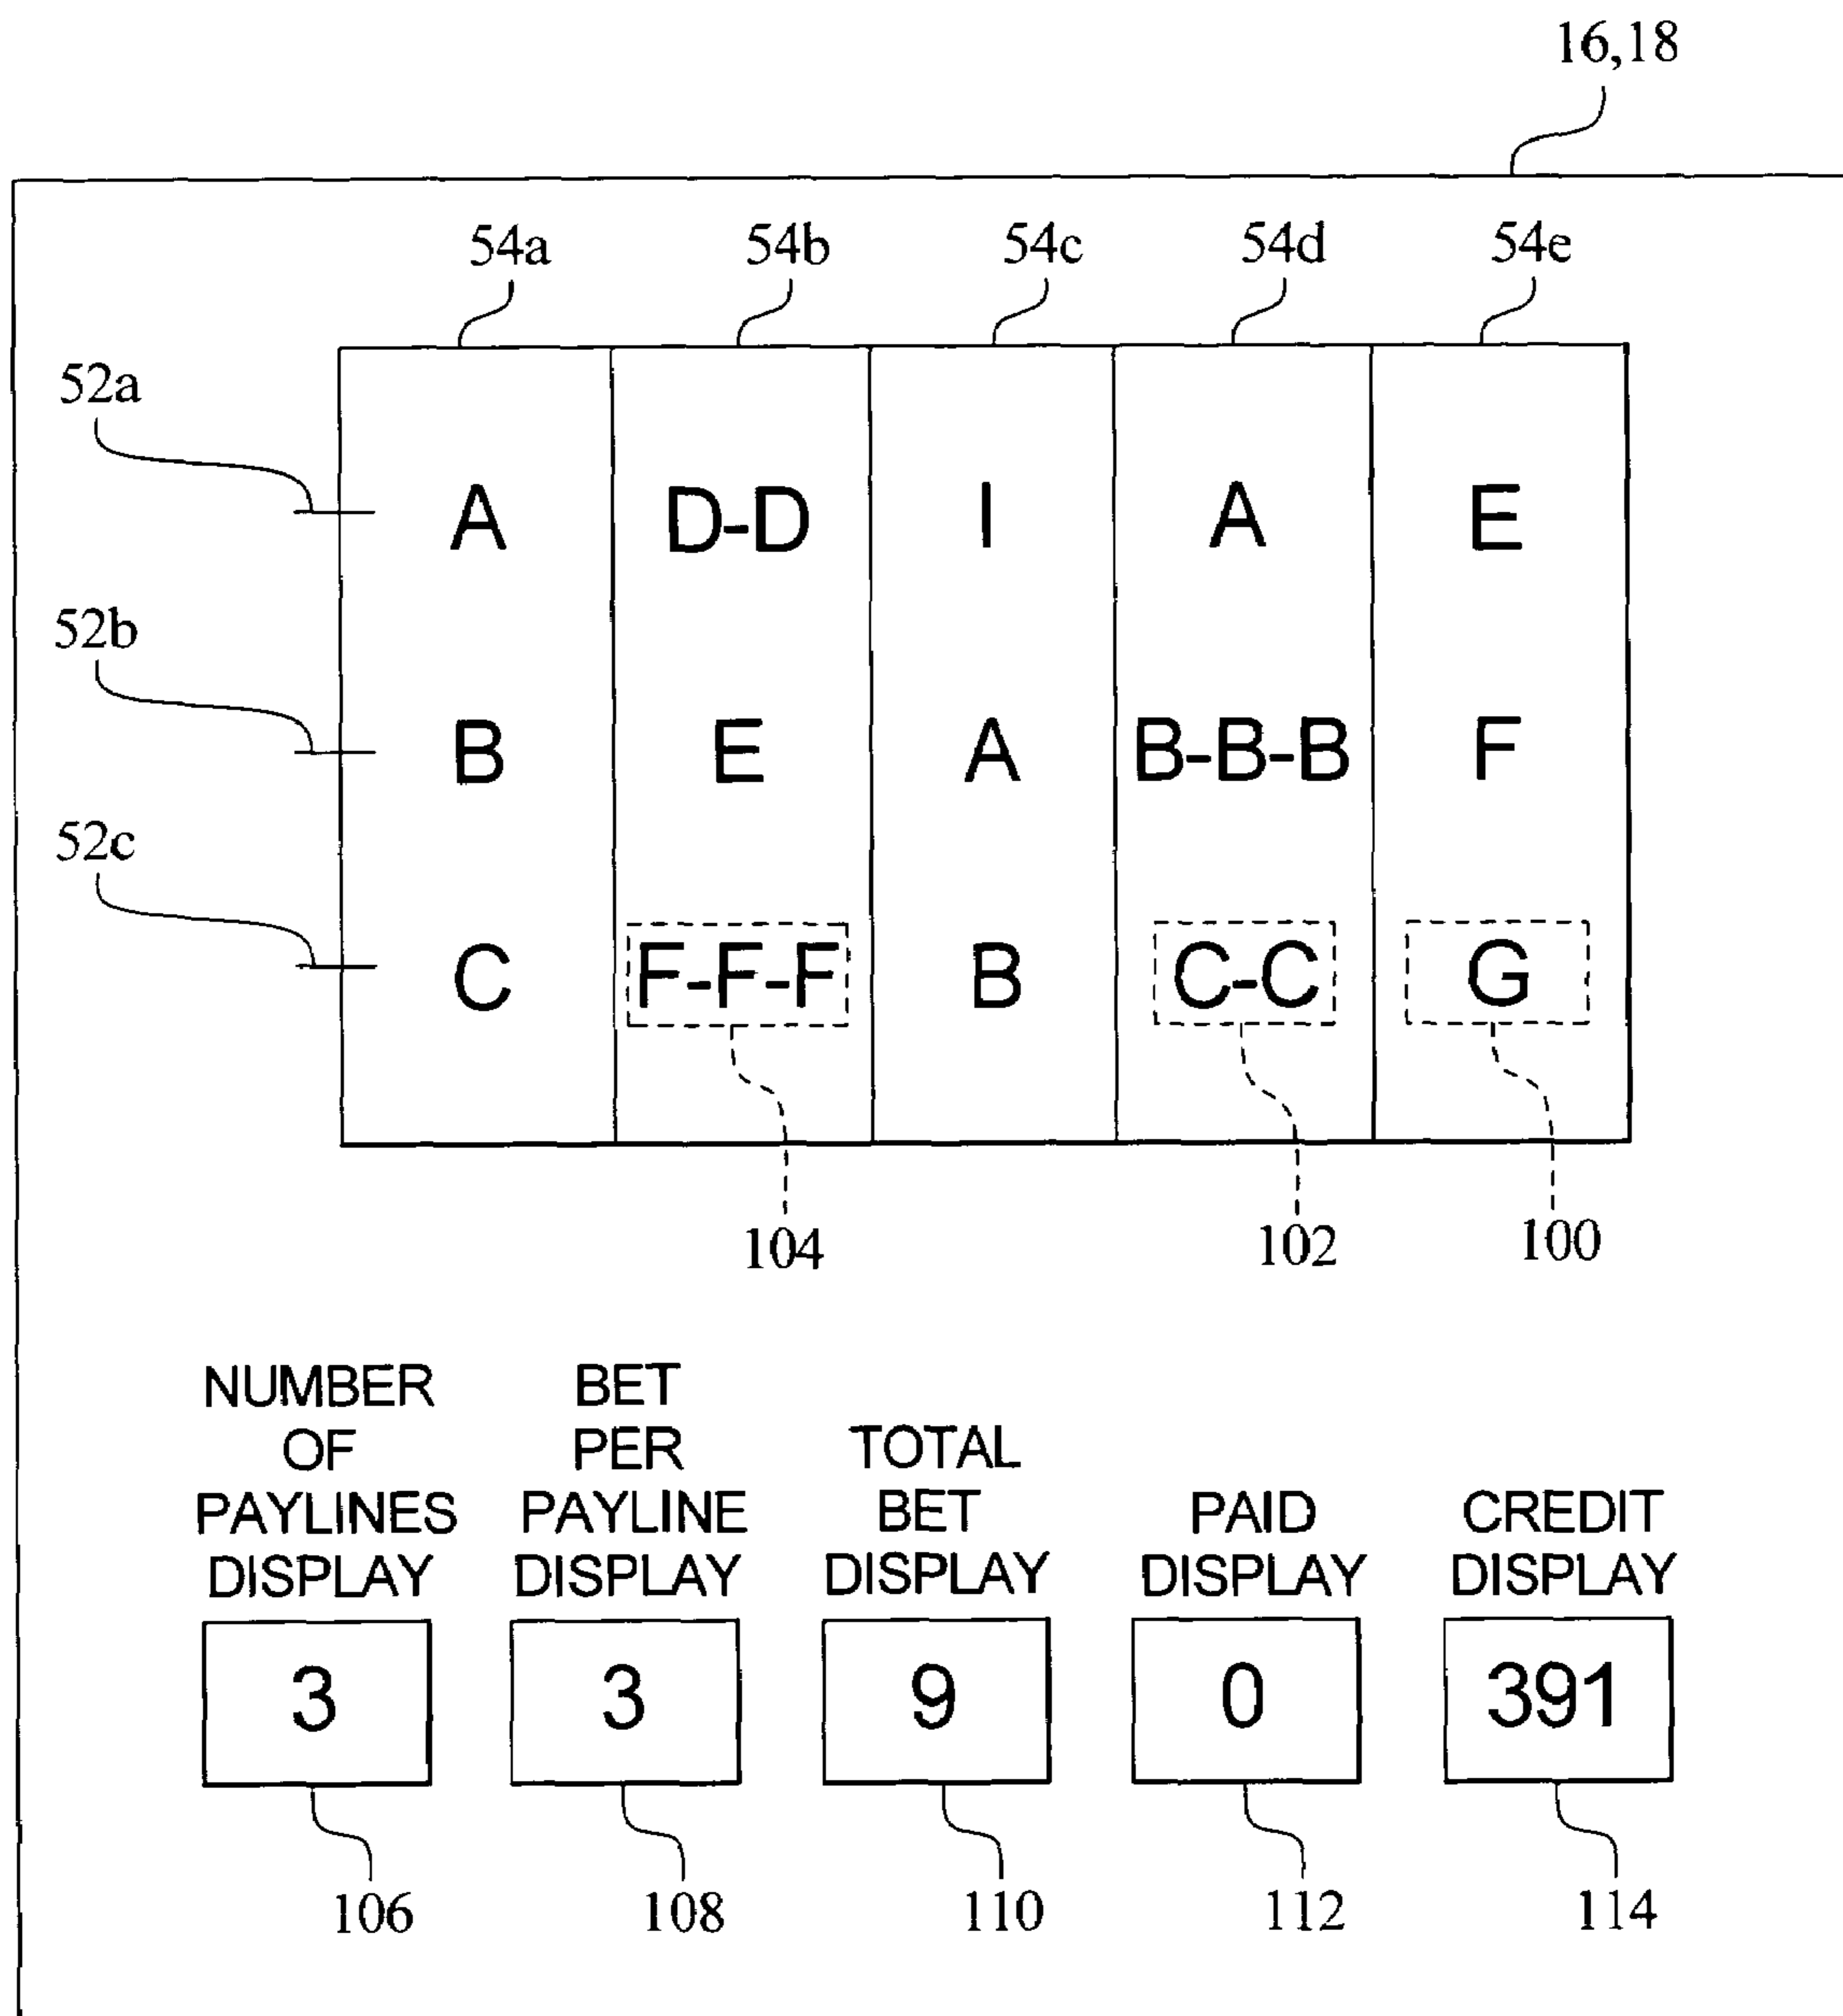 16,18
54a 54b 54c 54d 54e
52a
A D-D I A E
52b
B E A B-B-B F
52c
C F-F-F B C-C G
104 102 100
NUMBER OF PAYLINES DISPLAY
BET PER PAYLINE DISPLAY
TOTAL BET DISPLAY
PAID DISPLAY
CREDIT DISPLAY
3 3 9 0 391
106 108 110 112 114